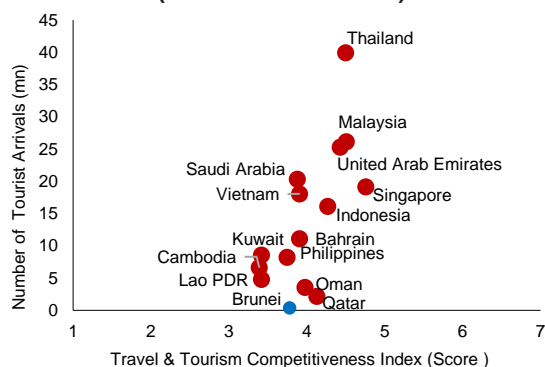 45
40
35
30
25
20
15
10
5
0
Number of Tourist Arrivals (mn)
Thailand
Malaysia
United Arab Emirates
Saudi Arabia
Vietnam
Singapore
Indonesia
Kuwait
Bahrain
Cambodia
Philippines
Lao PDR
Brunei
Oman
Qatar
1 2 3 4 5 6 7
Travel & Tourism Competitiveness Index (Score )